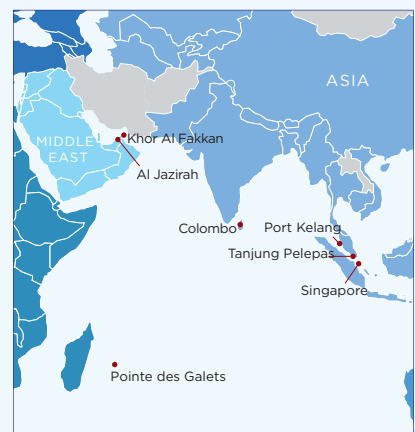 ASIA
MIDDLE
EAST
Khor Al Fakkan
Al Jazirah
Colombo
Port Kelang
Tanjung Pelepas
Singapore
Pointe des Galets